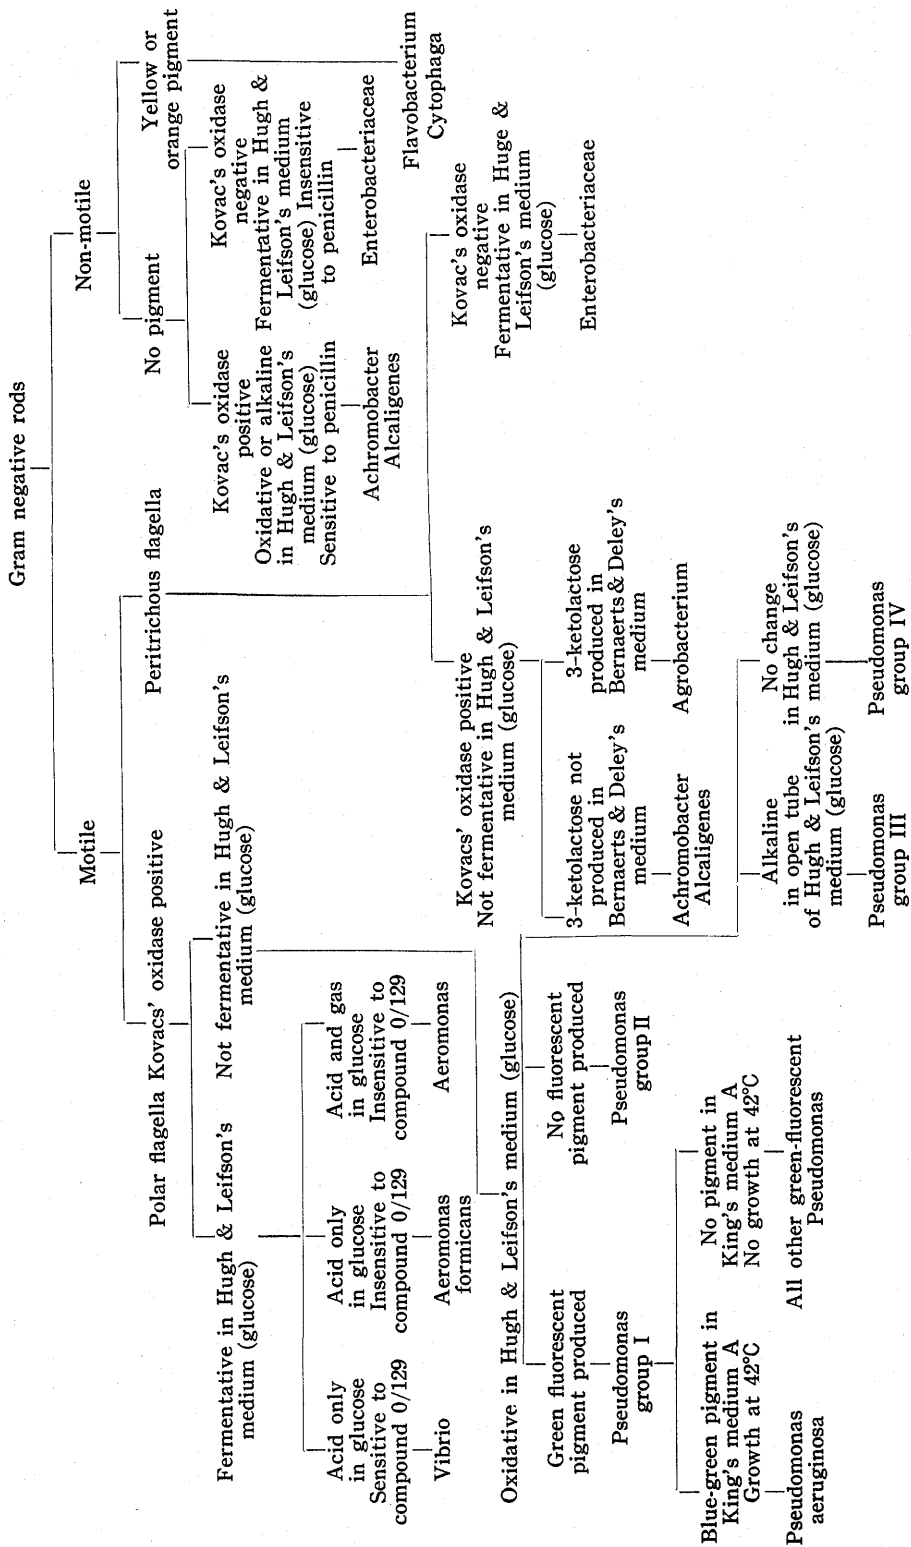 Gram negative rods
Motile
Non-motile
Polar flagella Kovacs' oxidase positive
Peritrichous flagella
No pigment
Yellow or
orange pigment
Fermentative in Hugh & Leifson's
medium (glucose)
Not fermentative in Hugh & Leifson's
medium (glucose)
Kovac's oxidase
positive
Oxidative or alkaline
in Hugh & Leifson's
medium (glucose)
Sensitive to penicillin
Kovac's oxidase
negative
Fermentative in Hugh &
Leifson's medium
(glucose) Insensitive
to penicillin
Acid only
in glucose
Sensitive to
compound 0/129
Acid only
in glucose
Insensitive to
compound 0/129
Acid and gas
in glucose
Insensitive to
compound 0/129
Achromobacter
Alcaligenes
Enterobacteriaceae
Flavobacterium
Cytophaga
Vibrio
Aeromonas
formicans
Aeromonas
Kovacs' oxidase positive
Not fermentative in Hugh & Leifson's
medium (glucose)
Kovac's oxidase
negative
Fermentative in Huge &
Leifson's medium
(glucose)
Oxidative in Hugh & Leifson's medium (glucose)
Enterobacteriaceae
Green fluorescent
pigment produced
No fluorescent
pigment produced
3-ketolactose not
produced in
Bernaerts & Deley's
medium
3-ketolactose
produced in
Bernaerts & Deley's
medium
Pseudomonas
group I
Pseudomonas
group II
Achromobacter
Alcaligenes
Agrobacterium
Blue-green pigment in
King's medium A
Growth at 42°C
No pigment in
King's medium A
No growth at 42°C
Alkaline
in open tube
of Hugh & Leifson's
medium (glucose)
No change
in Hugh & Leifson's
medium (glucose)
Pseudomonas
aeruginosa
All other green-fluorescent
Pseudomonas
Pseudomonas
group III
Pseudomonas
group IV